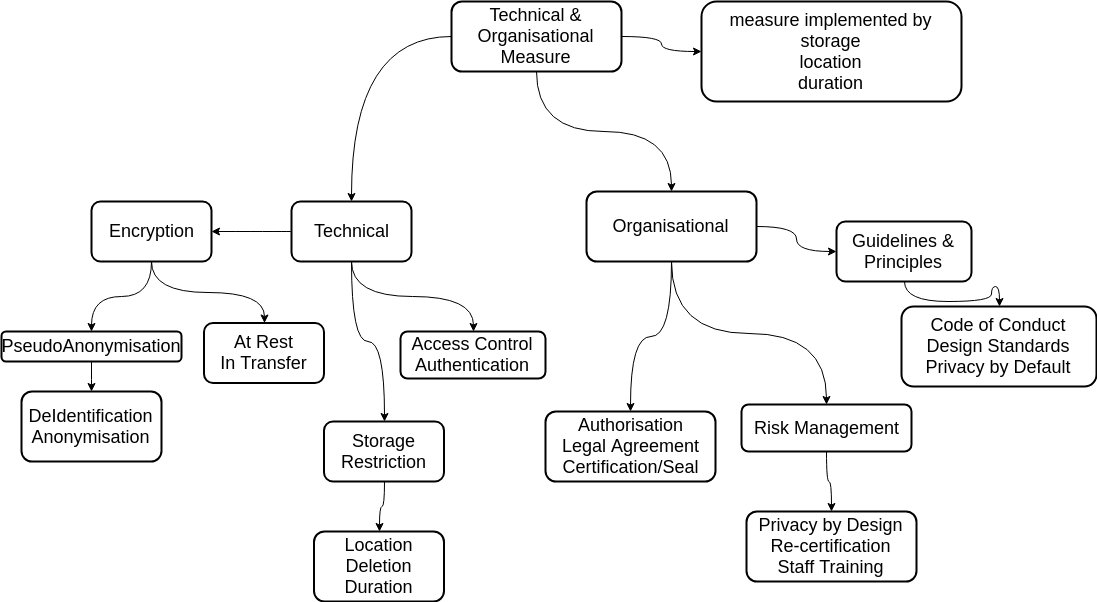 Technical &
Organisational
Measure
measure implemented by
storage
location
duration
Encryption
Technical
Organisational
Guidelines &
Principles
PseudoAnonymisation
At Rest
In Transfer
Access Control
Authentication
Code of Conduct
Design Standards
Privacy by Default
DeIdentification
Anonymisation
Storage
Restriction
Authorisation
Legal Agreement
Certification/Seal
Risk Management
Location
Deletion
Duration
Privacy by Design
Re-certification
Staff Training